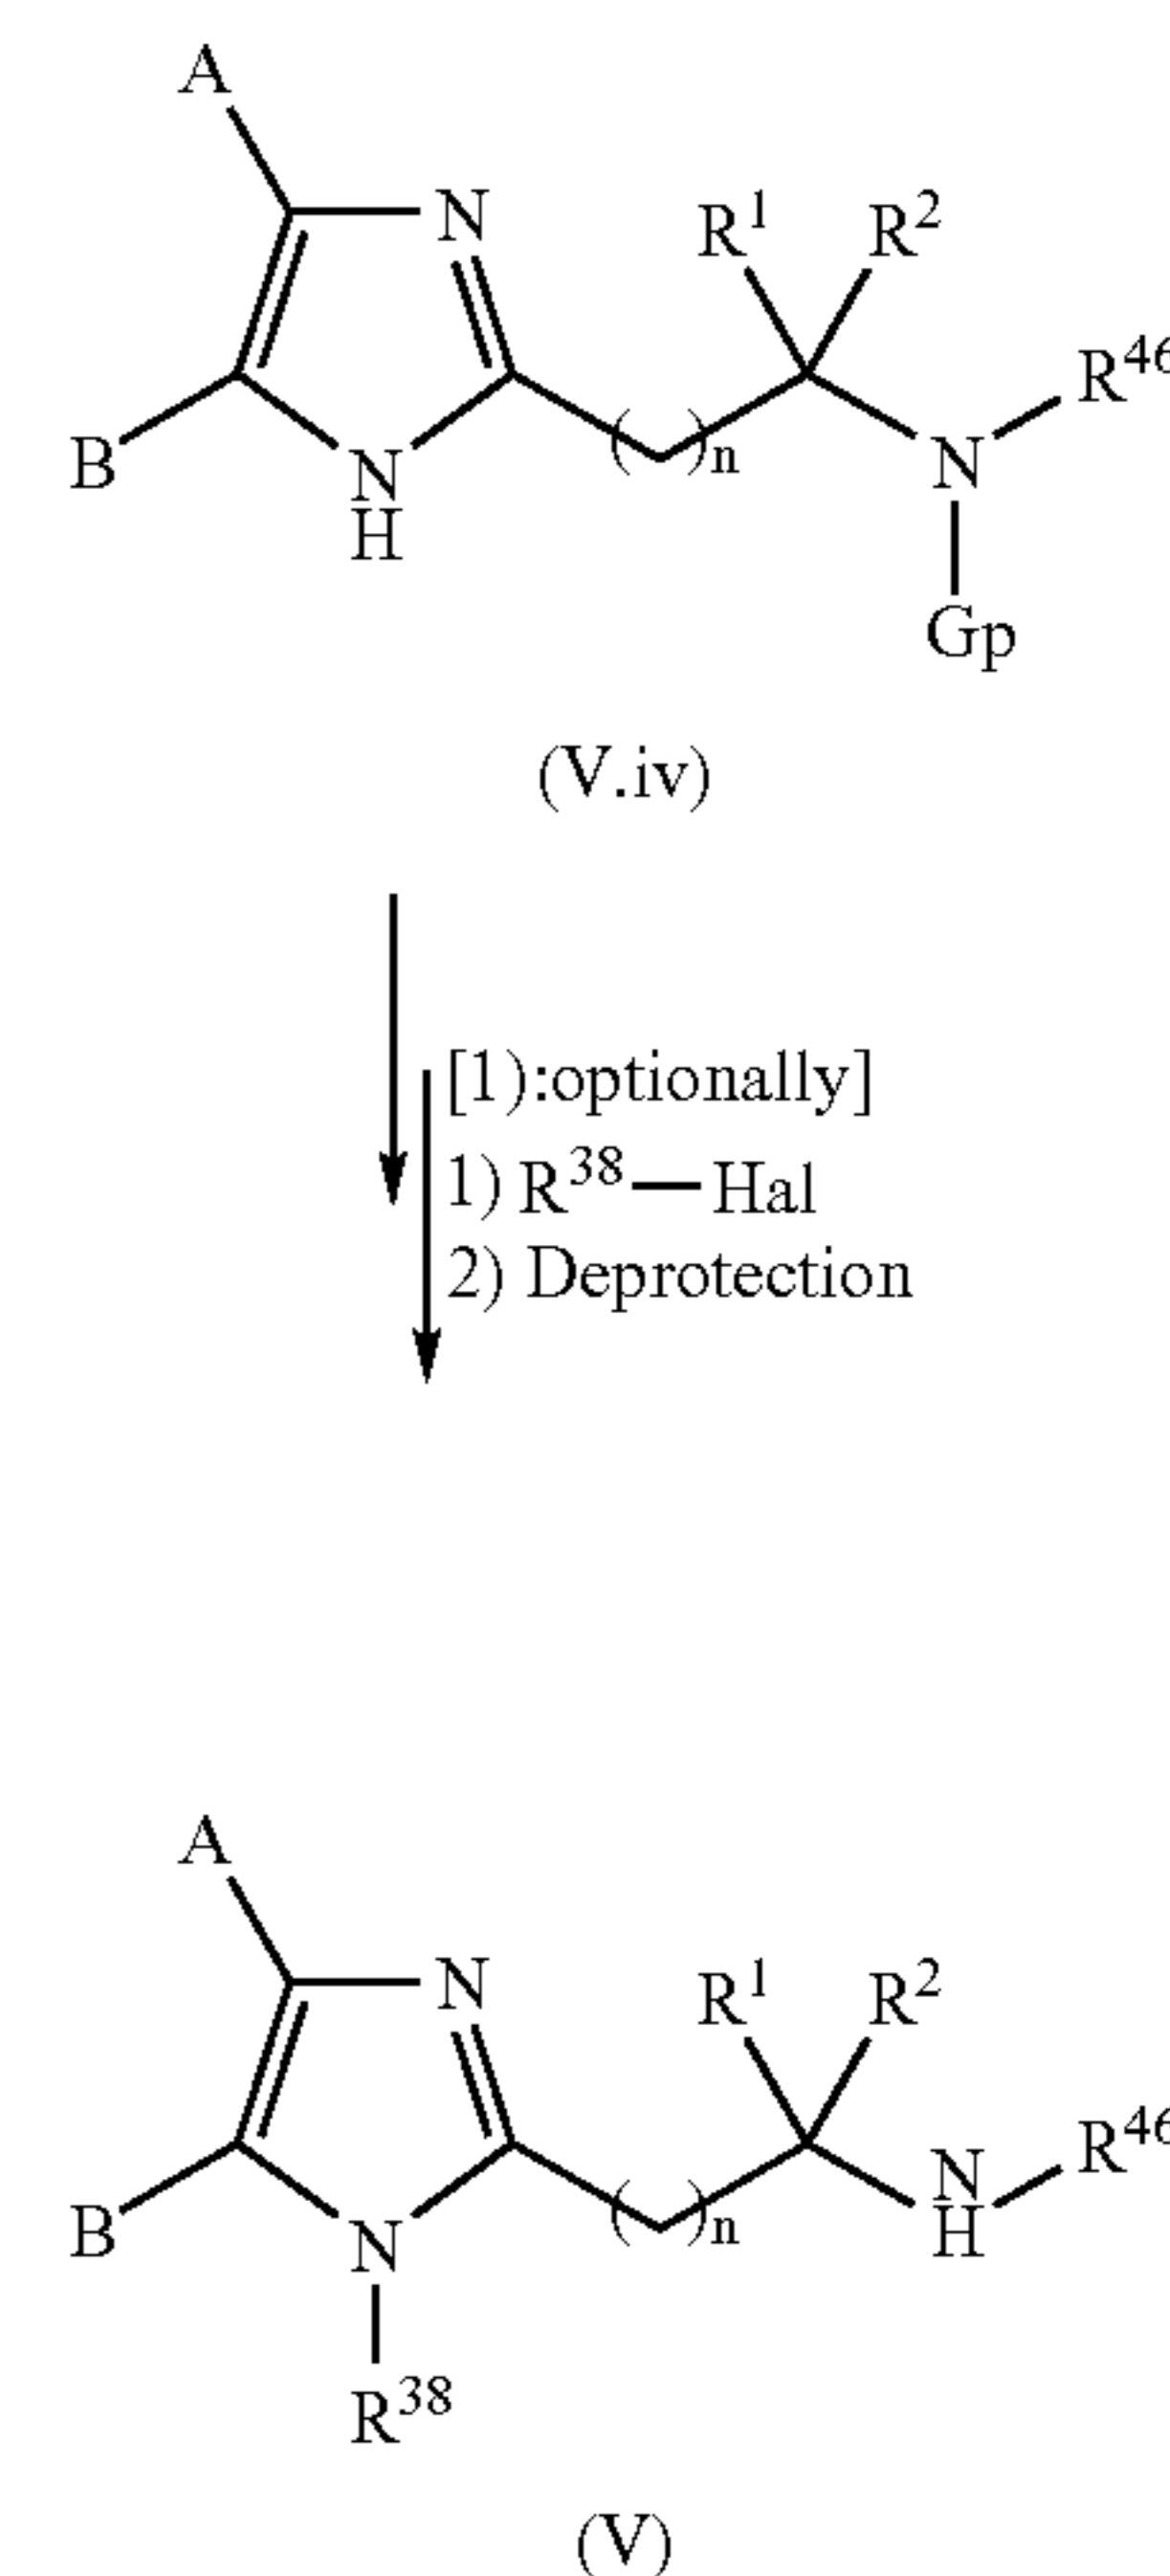 A
N
R¹ R²
R⁴⁶
B
N
H
( )n
N
Gp
(V.iv)
[1):optionally]
1) R³⁸—Hal
2) Deprotection
A
N
R¹ R²
R⁴⁶
B
N
( )n
N
H
R³⁸
(V)